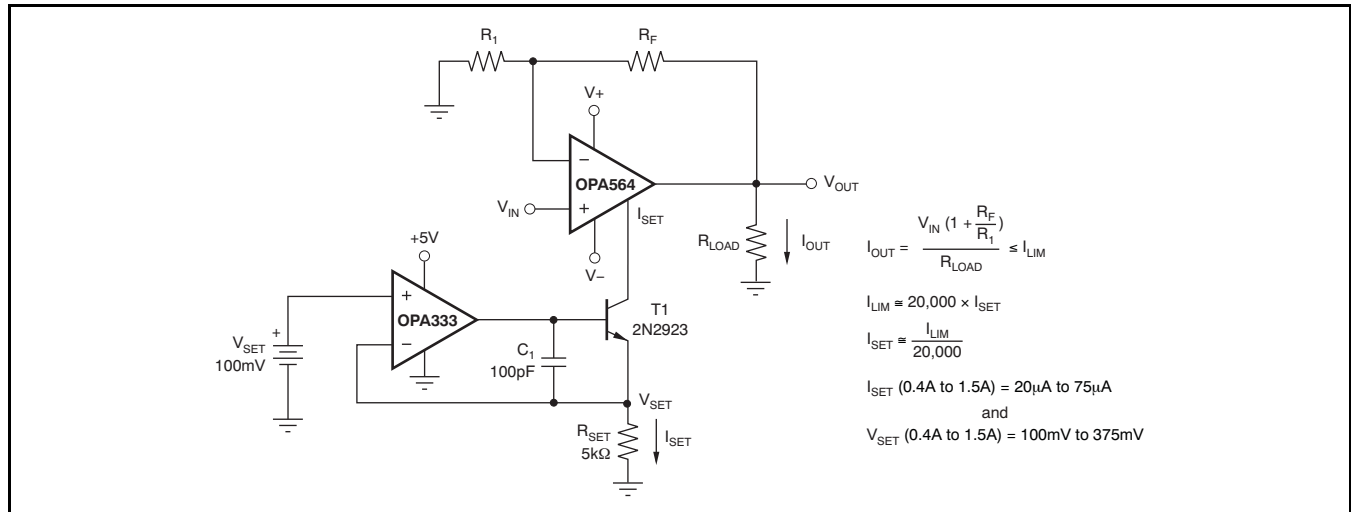 R1
RF
V+
−
OPA564
+
VIN
ISET
V−
VOUT
RLOAD
IOUT
+5V
+
OPA333
−
+
VSET
100mV
C1
100pF
T1
2N2923
VSET
RSET
5kΩ
ISET
IOUT = VIN (1 + RF/R1) / RLOAD ≤ ILIM
ILIM ≅ 20,000 × ISET
ISET ≅ ILIM / 20,000
ISET (0.4A to 1.5A) = 20μA to 75μA
and
VSET (0.4A to 1.5A) = 100mV to 375mV